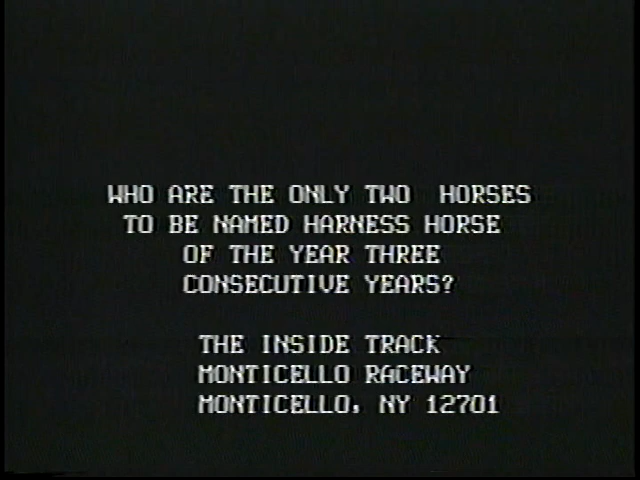 WHO ARE THE ONLY TWO HORSES
TO BE NAMED HARNESS HORSE
OF THE YEAR THREE
CONSECUTIVE YEARS?
THE INSIDE TRACK
MONTICELLO RACEWAY
MONTICELLO, NY 12701